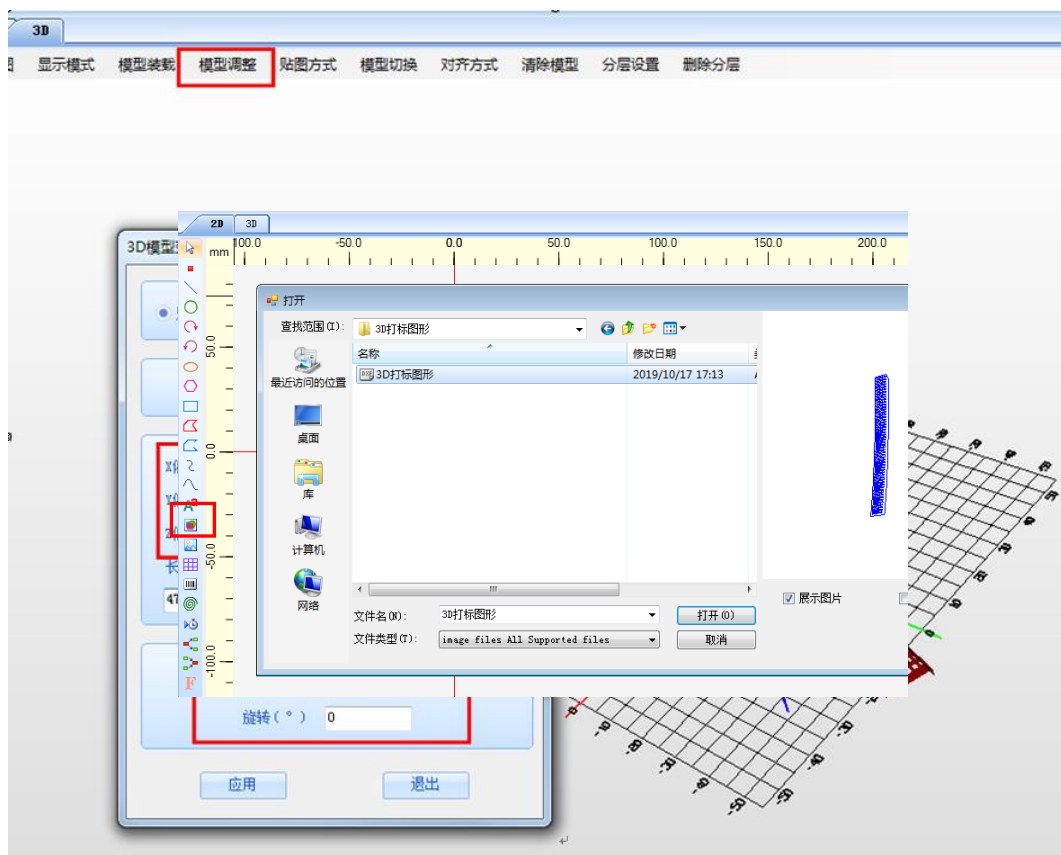 3D
显示模式 模型装载 模型调整 贴图方式 模型切换 对齐方式 清除模型 分层设置 删除分层
2D 3D
3D模型
mm 100.0 -50.0 0.0 50.0 100.0 150.0 200.0
打开
查找范围(I): 3D打标图形
名称 修改日期
3D打标图形 2019/10/17 17:13
最近访问的位置
桌面
库
计算机
网络
50.0
0.0
-50.0
-100.0
文件名(N): 3D打标图形 打开(O)
文件类型(T): image files All Supported files 取消
展示图片
长
47
旋转(°) 0
应用 退出